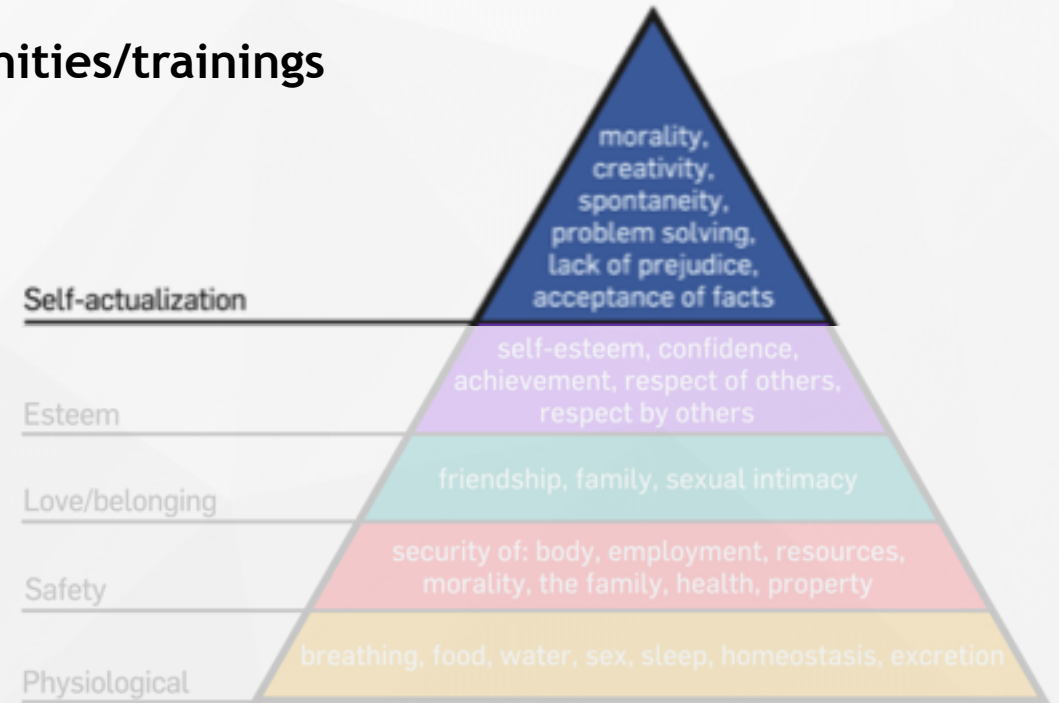 nities/trainings
morality,
creativity,
spontaneity,
problem solving,
lack of prejudice,
acceptance of facts
Self-actualization
self-esteem, confidence,
achievement, respect of others,
respect by others
Esteem
friendship, family, sexual intimacy
Love/belonging
security of: body, employment, resources,
morality, the family, health, property
Safety
breathing, food, water, sex, sleep, homeostasis, excretion
Physiological